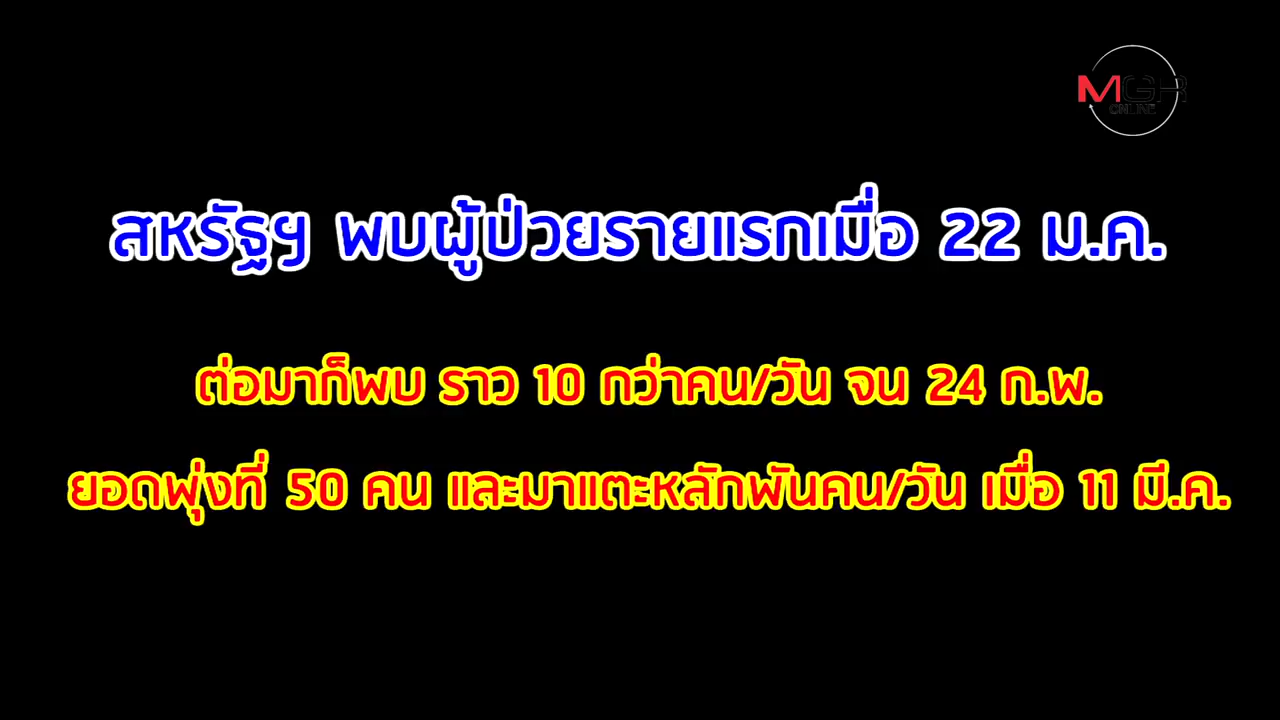 MGR
ONLINE
สหรัฐฯ พบผู้ป่วยรายแรกเมื่อ 22 ม.ค.
ต่อมาก็พบ ราว 10 กว่าคน/วัน จน 24 ก.พ.
ยอดพุ่งที่ 50 คน และมาแตะหลักพันคน/วัน เมื่อ 11 มี.ค.